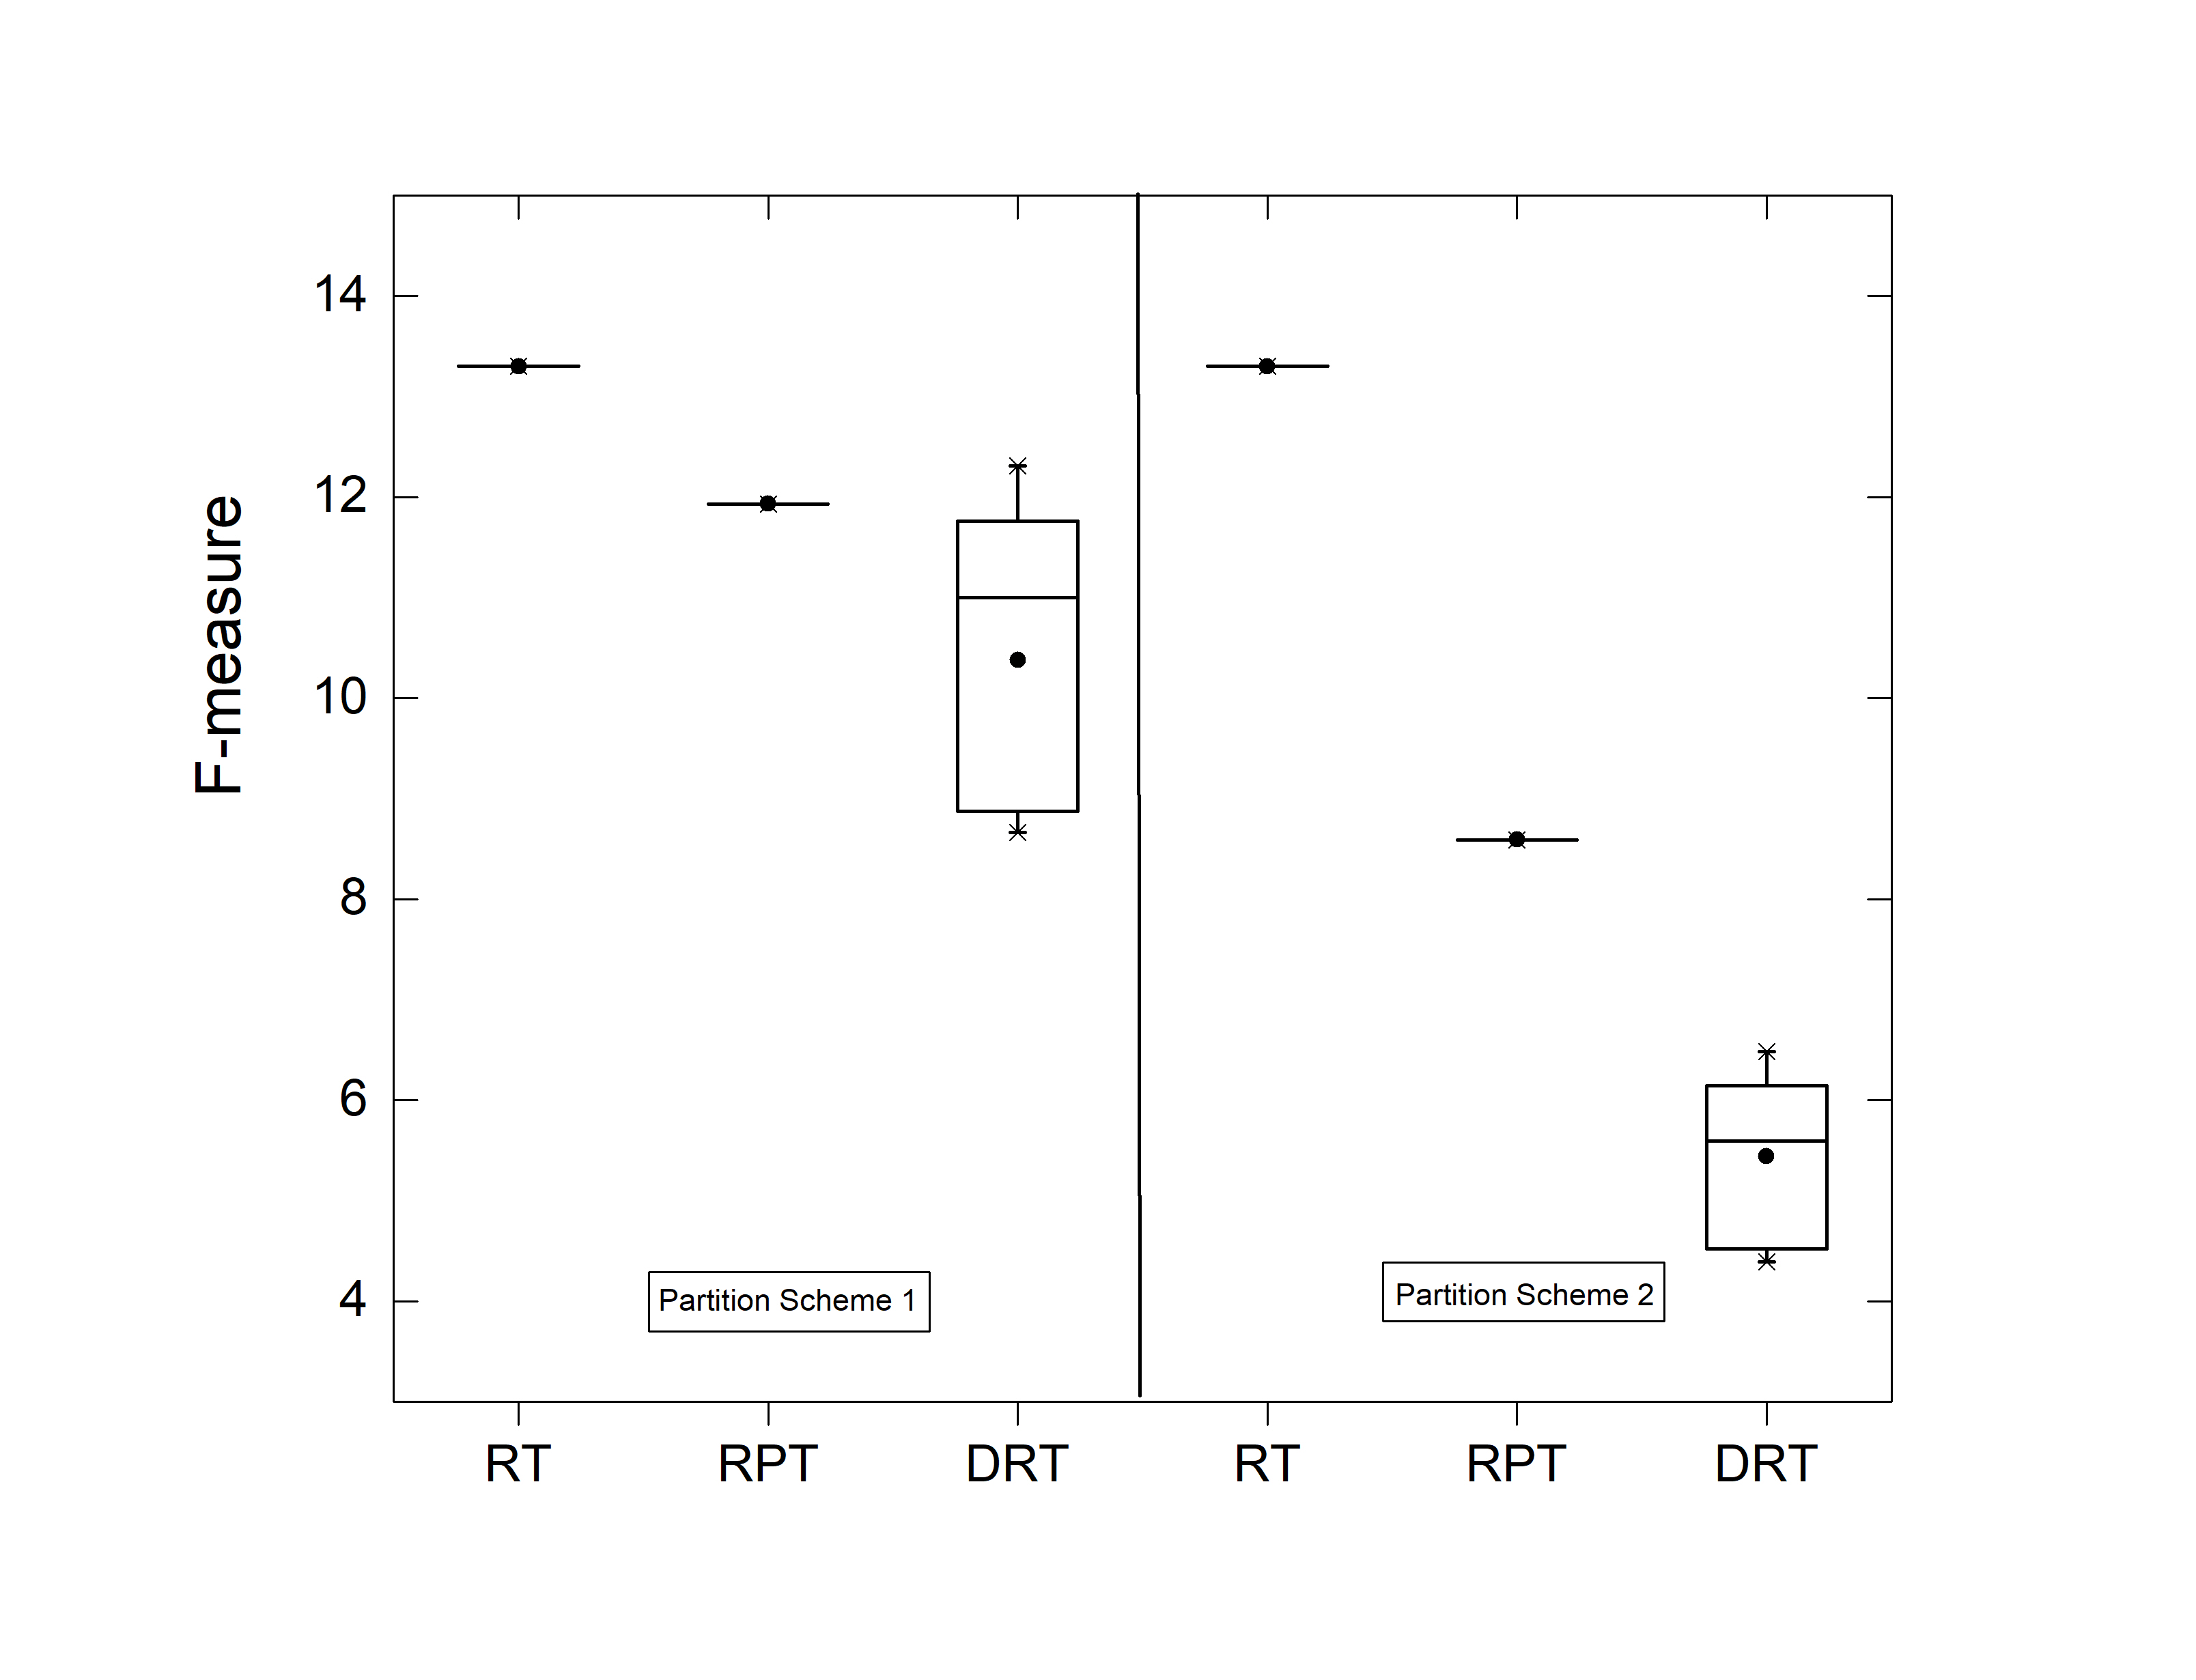 F-measure
14
12
10
8
6
4
Partition Scheme 1
Partition Scheme 2
RT RPT DRT RT RPT DRT